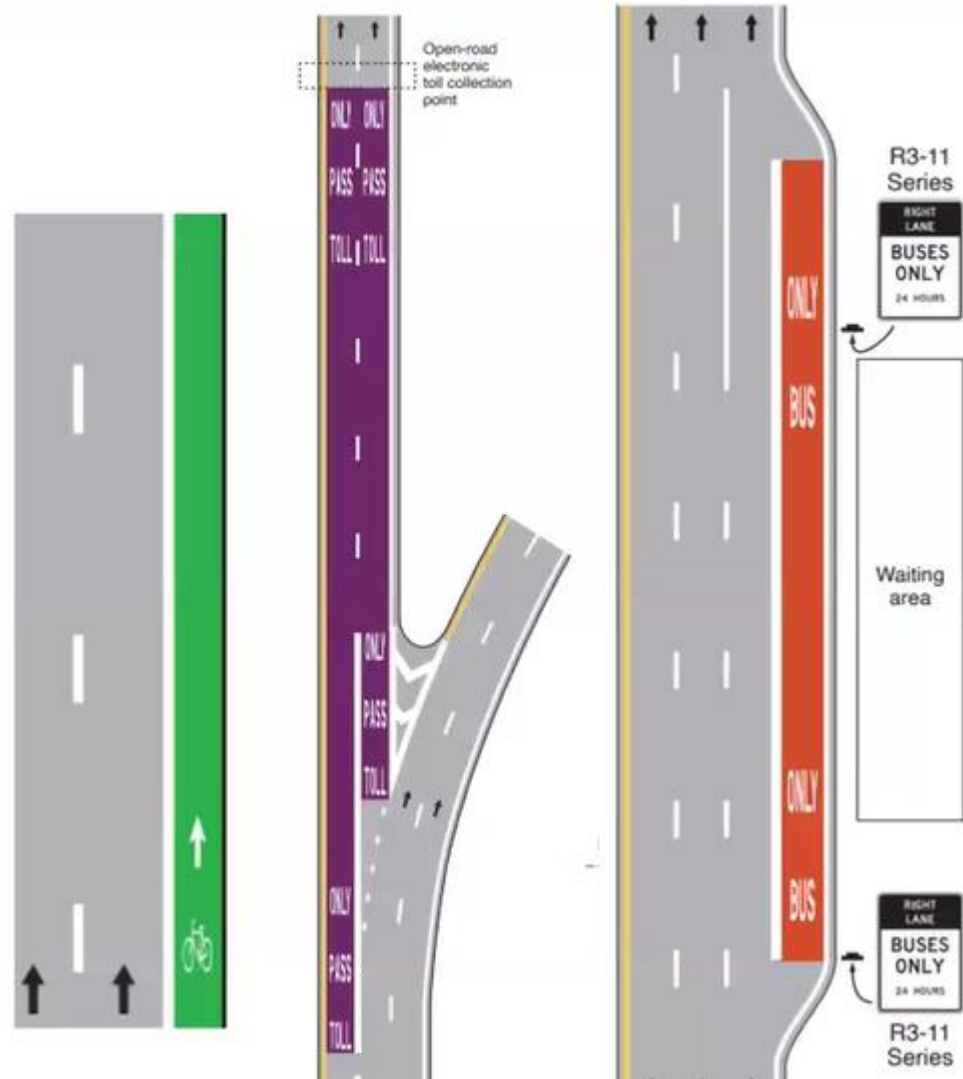 Open-road
electronic
toll collection
point
ONLY ONLY
PASS PASS
TOLL TOLL
ONLY
PASS
TOLL
ONLY
PASS
TOLL
R3-11
Series
RIGHT
LANE
BUSES
ONLY
24 HOURS
ONLY
BUS
Waiting
area
ONLY
BUS
RIGHT
LANE
BUSES
ONLY
24 HOURS
R3-11
Series